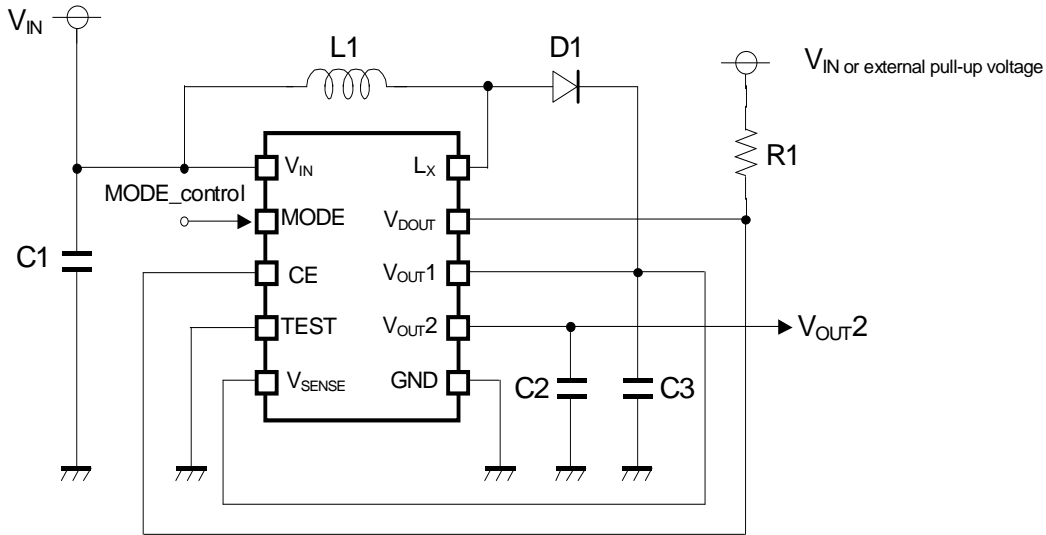 VIN
L1
D1
VIN or external pull-up voltage
R1
VIN
LX
MODE_control
MODE
VDOUT
C1
CE
VOUT1
TEST
VOUT2
VOUT2
VSENSE
GND
C2
C3